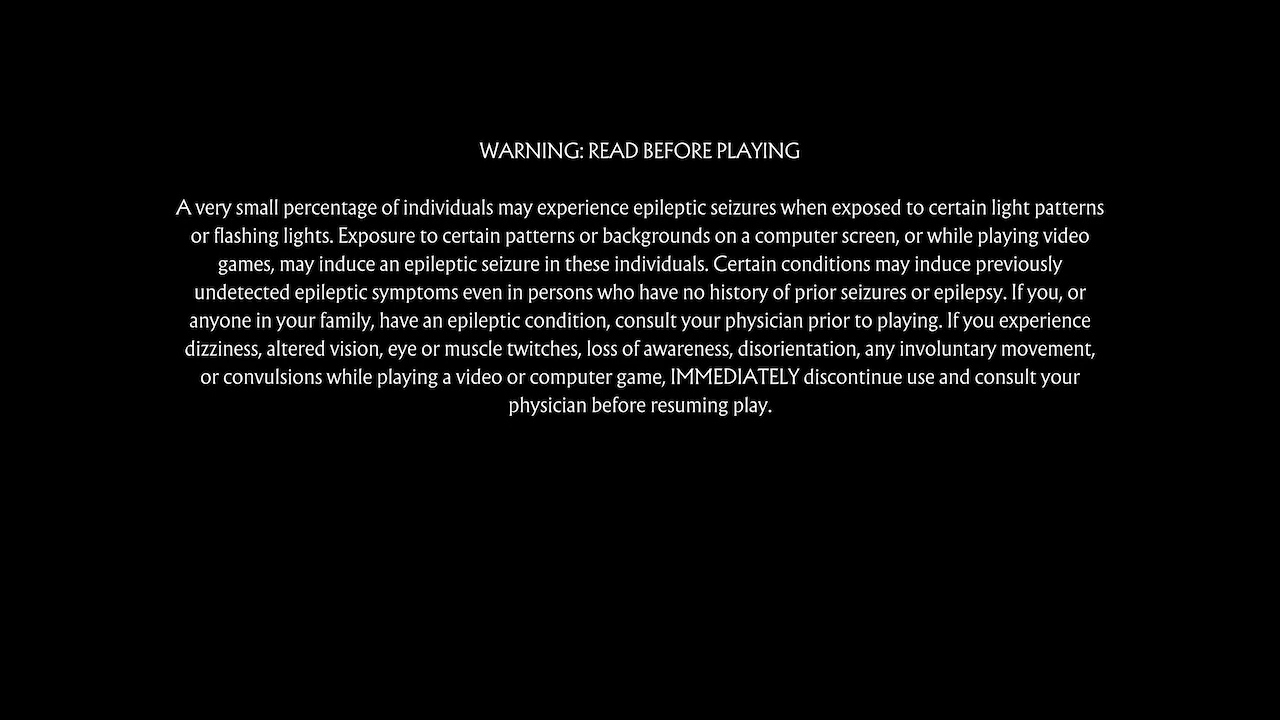 WARNING: READ BEFORE PLAYING
A very small percentage of individuals may experience epileptic seizures when exposed to certain light patterns
or flashing lights. Exposure to certain patterns or backgrounds on a computer screen, or while playing video
games, may induce an epileptic seizure in these individuals. Certain conditions may induce previously
undetected epileptic symptoms even in persons who have no history of prior seizures or epilepsy. If you, or
anyone in your family, have an epileptic condition, consult your physician prior to playing. If you experience
dizziness, altered vision, eye or muscle twitches, loss of awareness, disorientation, any involuntary movement,
or convulsions while playing a video or computer game, IMMEDIATELY discontinue use and consult your
physician before resuming play.